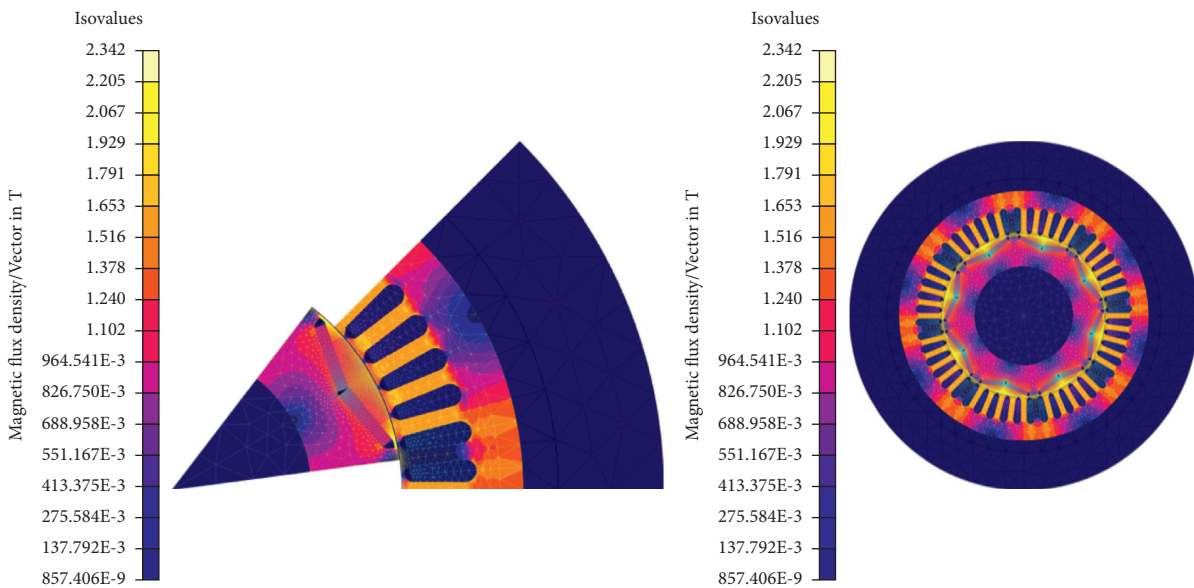 Isovalues
2.342
2.205
2.067
1.929
1.791
1.653
1.516
1.378
1.240
1.102
964.541E-3
826.750E-3
688.958E-3
551.167E-3
413.375E-3
275.584E-3
137.792E-3
857.406E-9
Magnetic flux density/Vector in T
Isovalues
2.342
2.205
2.067
1.929
1.791
1.653
1.516
1.378
1.240
1.102
964.541E-3
826.750E-3
688.958E-3
551.167E-3
413.375E-3
275.584E-3
137.792E-3
857.406E-9
Magnetic flux density/Vector in T